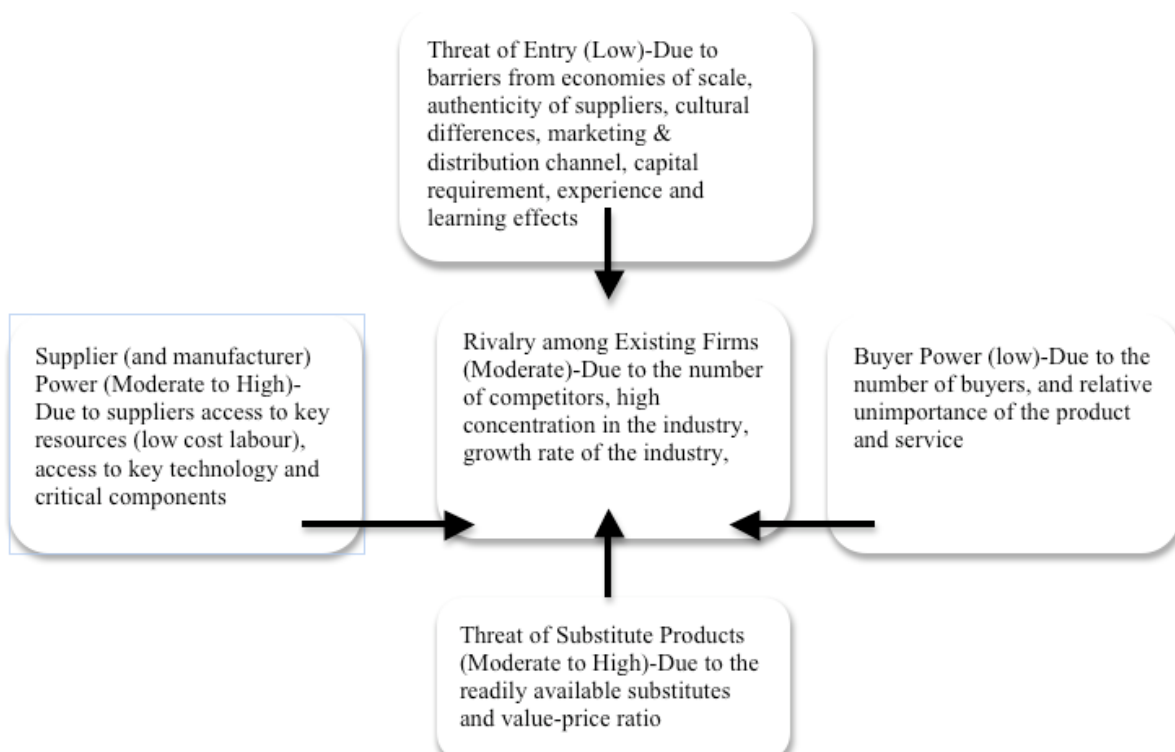 Threat of Entry (Low)-Due to
barriers from economies of scale,
authenticity of suppliers, cultural
differences, marketing &
distribution channel, capital
requirement, experience and
learning effects
Supplier (and manufacturer)
Power (Moderate to High)-
Due to suppliers access to key
resources (low cost labour),
access to key technology and
critical components
Rivalry among Existing Firms
(Moderate)-Due to the number
of competitors, high
concentration in the industry,
growth rate of the industry,
Buyer Power (low)-Due to the
number of buyers, and relative
unimportance of the product
and service
Threat of Substitute Products
(Moderate to High)-Due to the
readily available substitutes
and value-price ratio